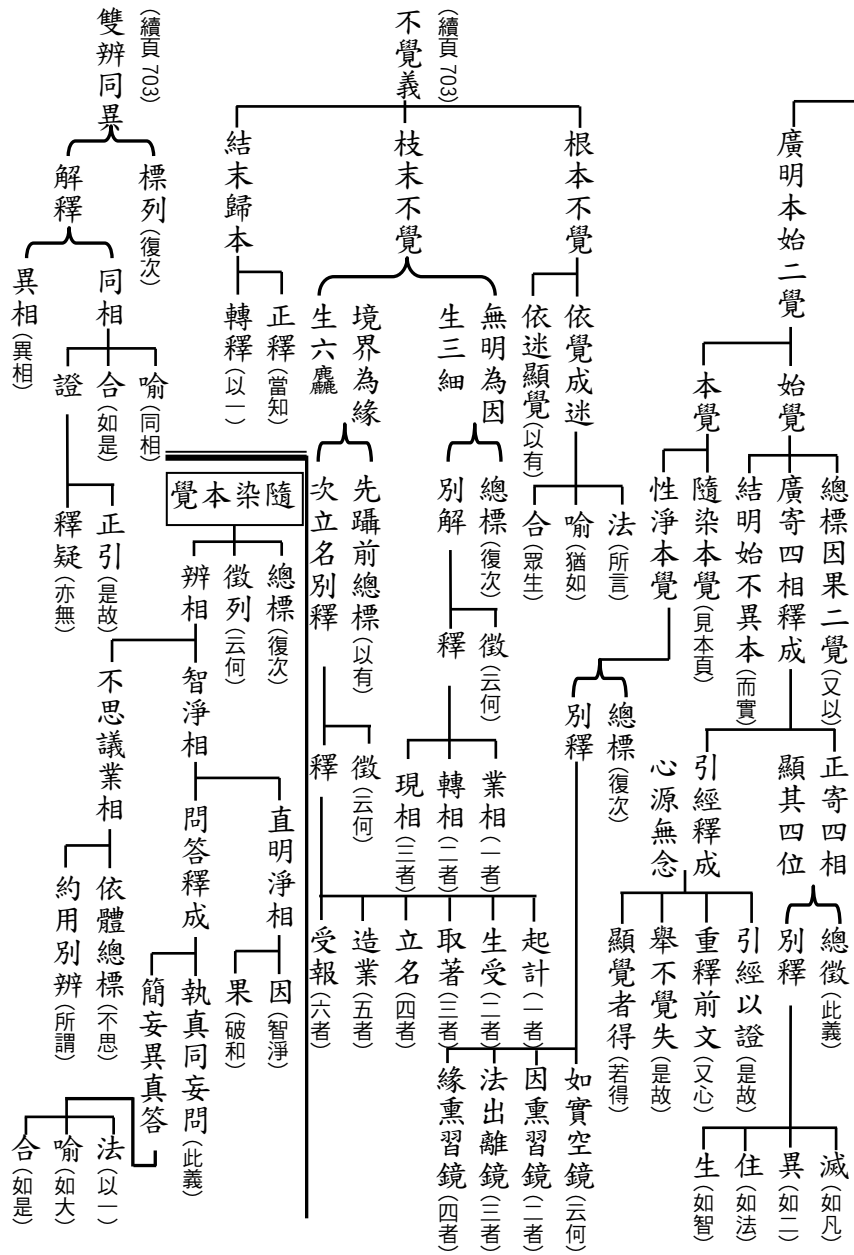 廣明本始二覺
始覺
總標因果二覺(又以)
廣寄四相釋成
正寄四相
顯其四位
總徵(此義)
別釋
滅(如凡)
異(如二)
住(如法)
生(如智)
引經釋成
心源無念
引經以證(是故)
重釋前文(又心)
舉不覺失(是故)
顯覺者得(若得)
結明始不異本(而實)
本覺
隨染本覺(見本頁)
性淨本覺
總標(復次)
別釋
如實空鏡(云何)
因熏習鏡(二者)
法出離鏡(三者)
緣熏習鏡(四者)
(續頁 703)
不覺義
根本不覺
依覺成迷
法(所言)
喻(猶如)
合(眾生)
依迷顯覺(以有)
枝末不覺
無明為因
生三細
總標(復次)
別解
徵(云何)
釋
業相(一者)
轉相(二者)
現相(三者)
境界為緣
生六麤
先躡前總標(以有)
次立名別釋
徵(云何)
釋
起計(一者)
生受(二者)
取著(三者)
立名(四者)
造業(五者)
受報(六者)
結末歸本
正釋(當知)
轉釋(以一)
(續頁 703)
雙辨同異
標列(復次)
解釋
同相
喻(同相)
合(如是)
證
正引(是故)
釋疑(亦無)
異相(異相)
隨染本覺
總標(復次)
徵列(云何)
辨相
智淨相
直明淨相
因(智淨)
果(破和)
問答釋成
執真同妄問(此義)
簡妄異真答
法(以一)
喻(如大)
合(如是)
不思議業相
依體總標(不思)
約用別辨(所謂)